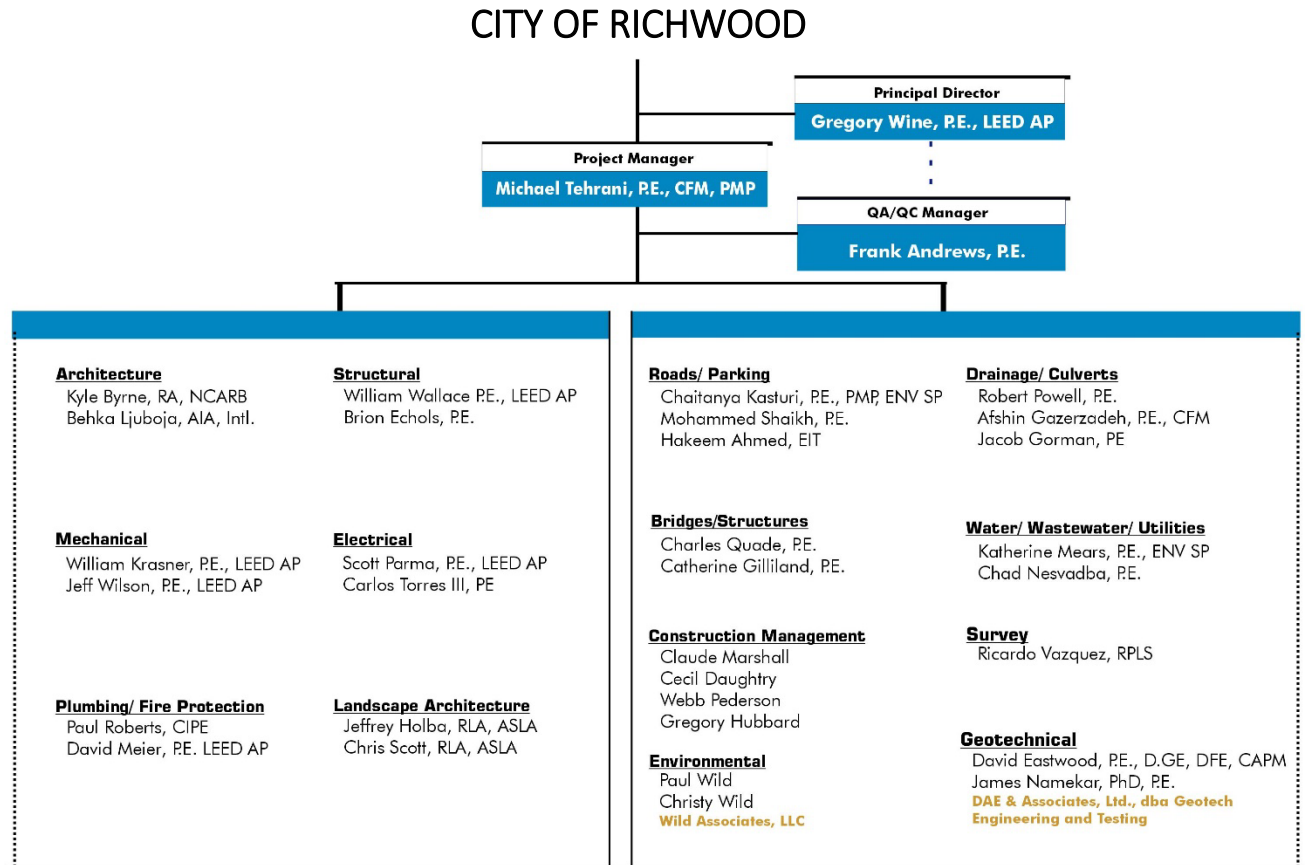 CITY OF RICHWOOD
Principal Director
Gregory Wine, P.E., LEED AP
Project Manager
Michael Tehrani, P.E., CFM, PMP
QA/QC Manager
Frank Andrews, P.E.
Architecture
Kyle Byrne, RA, NCARB
Behka Ljuboja, AIA, Intl.
Structural
William Wallace P.E., LEED AP
Brion Echols, P.E.
Mechanical
William Krasner, P.E., LEED AP
Jeff Wilson, P.E., LEED AP
Electrical
Scott Parma, P.E., LEED AP
Carlos Torres III, PE
Plumbing/ Fire Protection
Paul Roberts, CIPE
David Meier, P.E. LEED AP
Landscape Architecture
Jeffrey Holba, RLA, ASLA
Chris Scott, RLA, ASLA
Roads/ Parking
Chaitanya Kasturi, P.E., PMP, ENV SP
Mohammed Shaikh, P.E.
Hakeem Ahmed, EIT
Drainage/ Culverts
Robert Powell, P.E.
Afshin Gazerzadeh, P.E., CFM
Jacob Gorman, PE
Bridges/Structures
Charles Quade, P.E.
Catherine Gilliland, P.E.
Water/ Wastewater/ Utilities
Katherine Mears, P.E., ENV SP
Chad Nesvadba, P.E.
Construction Management
Claude Marshall
Cecil Daughtry
Webb Pederson
Gregory Hubbard
Survey
Ricardo Vazquez, RPLS
Environmental
Paul Wild
Christy Wild
Wild Associates, LLC
Geotechnical
David Eastwood, P.E., D.GE, DFE, CAPM
James Namekar, PhD, P.E.
DAE & Associates, Ltd., dba Geotech
Engineering and Testing